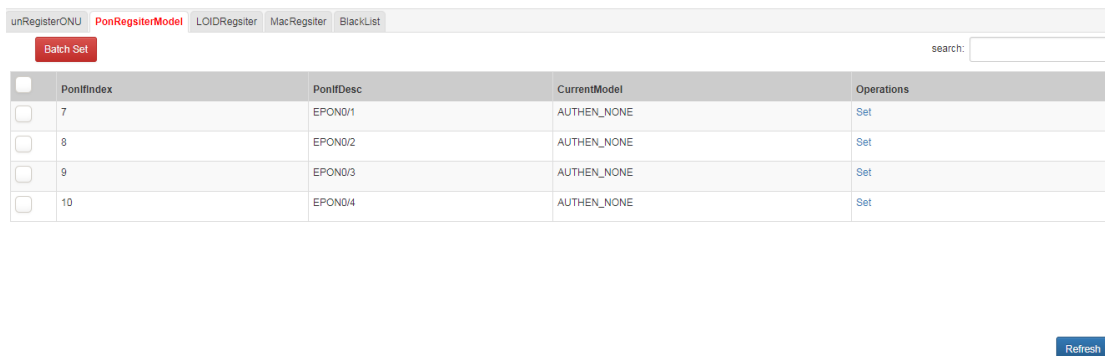 unRegisterONU PonRegsiterModel LOIDRegsiter MacRegsiter BlackList
Batch Set search:
PonIfIndex PonIfDesc CurrentModel Operations
7 EPON0/1 AUTHEN_NONE Set
8 EPON0/2 AUTHEN_NONE Set
9 EPON0/3 AUTHEN_NONE Set
10 EPON0/4 AUTHEN_NONE Set
Refresh